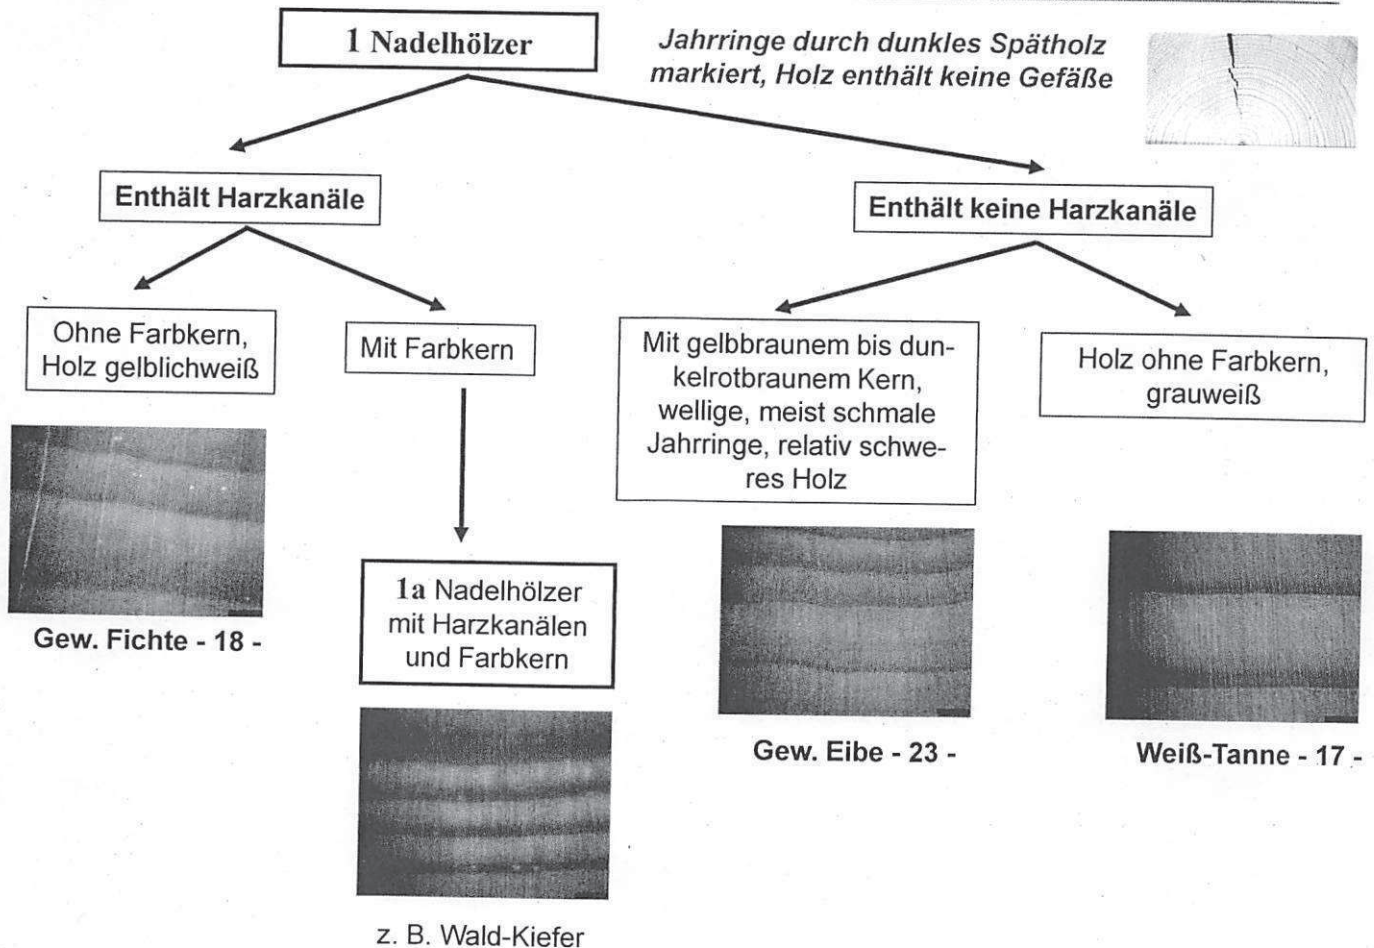 1 Nadelhölzer
Jahrringe durch dunkles Spätholz
markiert, Holz enthält keine Gefäße
Enthält Harzkanäle
Enthält keine Harzkanäle
Ohne Farbkern,
Holz gelblichweiß
Mit Farbkern
Mit gelbbraunem bis dun-
kelrotbraunem Kern,
wellige, meist schmale
Jahrringe, relativ schwe-
res Holz
Holz ohne Farbkern,
grauweiß
Gew. Fichte - 18 -
1a Nadelhölzer
mit Harzkanälen
und Farbkern
Gew. Eibe - 23 -
Weiß-Tanne - 17 -
z. B. Wald-Kiefer